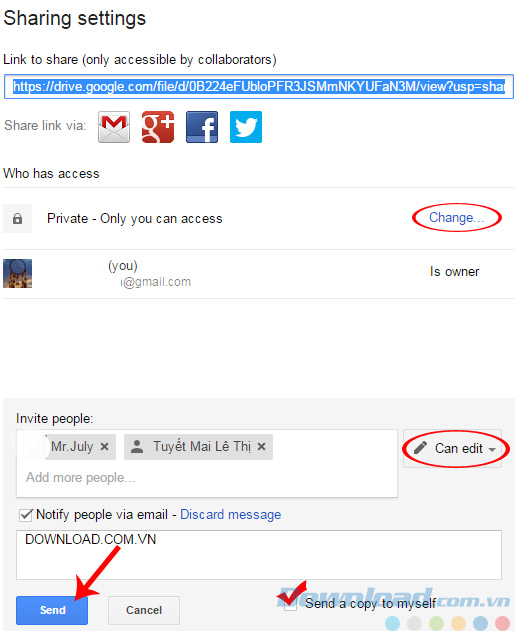 Sharing settings
Link to share (only accessible by collaborators)
https://drive.google.com/file/d/0B224eFUbloPFR3JSMmNKYUFaN3M/view?usp=shar
Share link via:
Who has access
Private - Only you can access
Change...
(you)
@gmail.com
Is owner
Invite people:
Mr.July
Tuyết Mai Lê Thị
Can edit
Add more people...
Notify people via email - Discard message
DOWNLOAD.COM.VN
Send
Cancel
Send a copy to myself
Download.com.vn